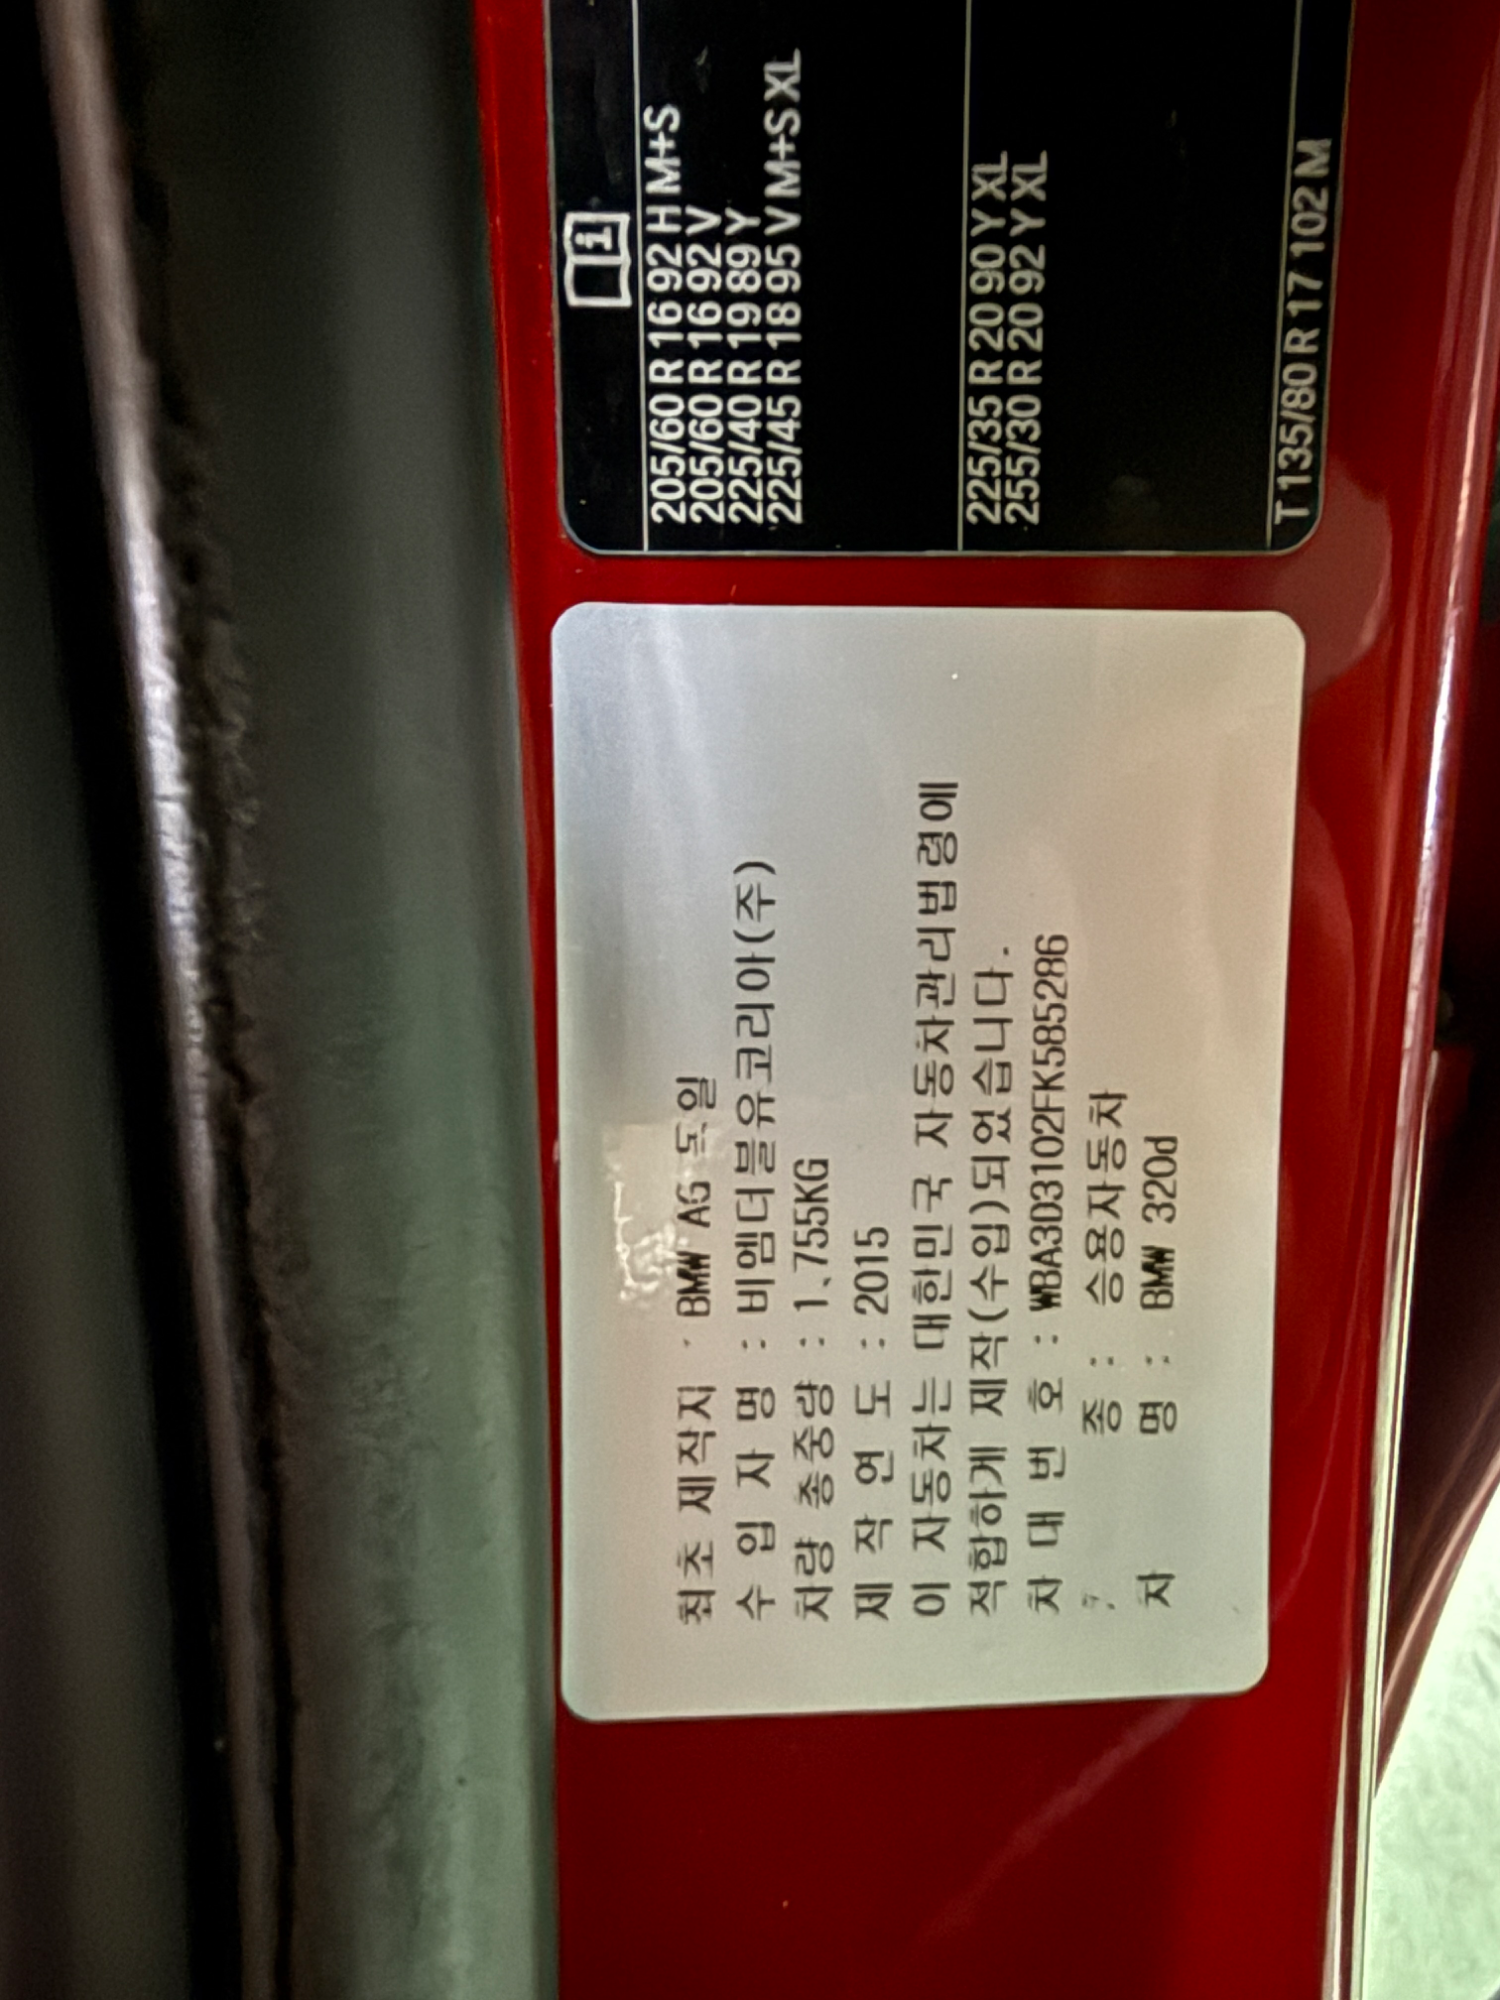 최초 제작지 : BMW AG 독일
수 입 자 명 : 비엠더블유코리아(주)
차량 총중량 : 1,755KG
제 작 연 도 : 2015
이 자동차는 대한민국 자동차관리법령에
적합하게 제작(수입)되었습니다.
차 대 번 호 : WBA3D3102FK585286
종 : 승용자동차
차 명 : BMW 320d
i
205/60 R 16 92 H M+S
205/60 R 16 92 V
225/40 R 19 89 Y
225/45 R 18 95 V M+S XL
225/35 R 20 90 Y XL
255/30 R 20 92 Y XL
T 135/80 R 17 102 M